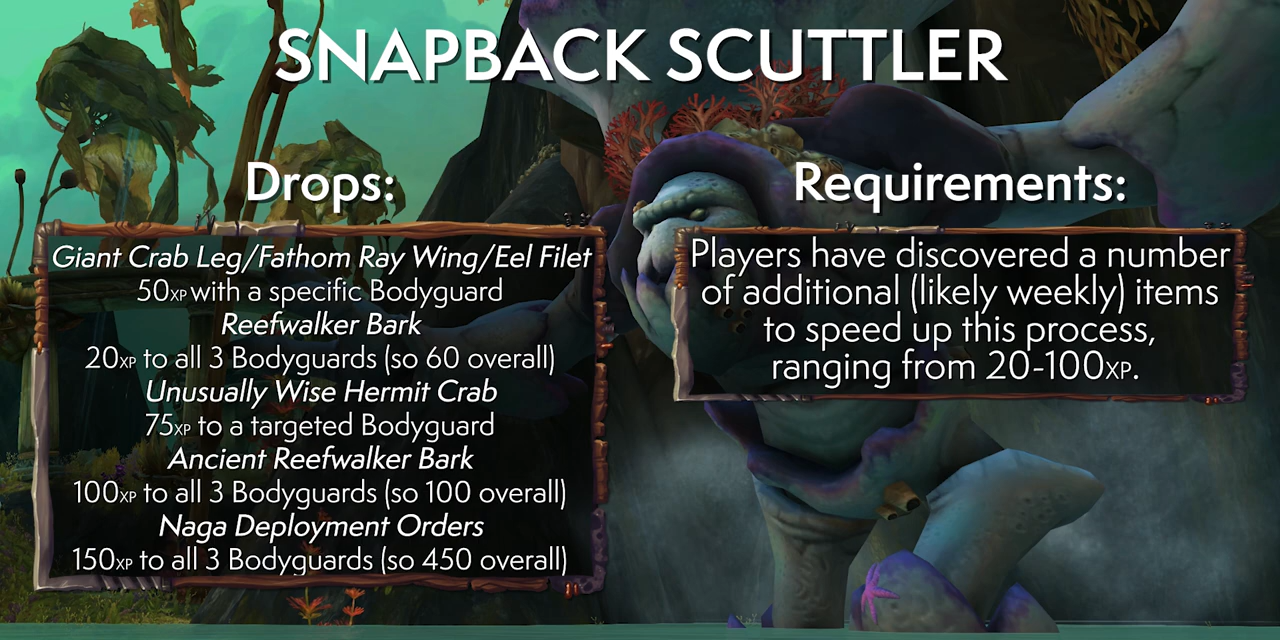 SNAPBACK SCUTTLER
Drops:
Giant Crab Leg/Fathom Ray Wing/Eel Filet
50XP with a specific Bodyguard
Reefwalker Bark
20XP to all 3 Bodyguards (so 60 overall)
Unusually Wise Hermit Crab
75XP to a targeted Bodyguard
Ancient Reefwalker Bark
100XP to all 3 Bodyguards (so 100 overall)
Naga Deployment Orders
150XP to all 3 Bodyguards (so 450 overall)
Requirements:
Players have discovered a number
of additional (likely weekly) items
to speed up this process,
ranging from 20-100XP.